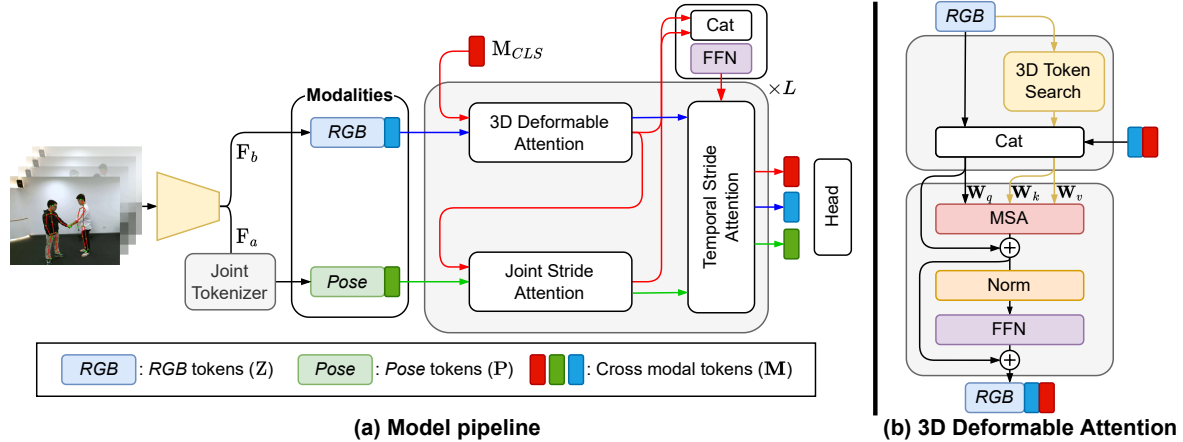 M_{CLS}
Cat
FFN
×L
Modalities
RGB
F_b
3D Deformable
Attention
Temporal Stride
Attention
Head
F_a
Joint
Tokenizer
Pose
Joint Stride
Attention
RGB : RGB tokens (Z)
Pose : Pose tokens (P)
: Cross modal tokens (M)
(a) Model pipeline
RGB
3D Token
Search
Cat
W_q W_k W_v
MSA
Norm
FFN
RGB
(b) 3D Deformable Attention